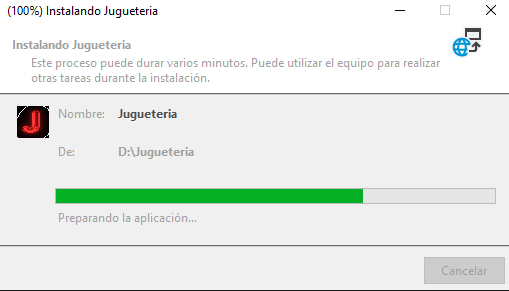 (100%) Instalando Jugueteria
Instalando Jugueteria
Este proceso puede durar varios minutos. Puede utilizar el equipo para realizar
otras tareas durante la instalación.
J
Nombre: Jugueteria
De: D:\Jugueteria
Preparando la aplicación...
Cancelar